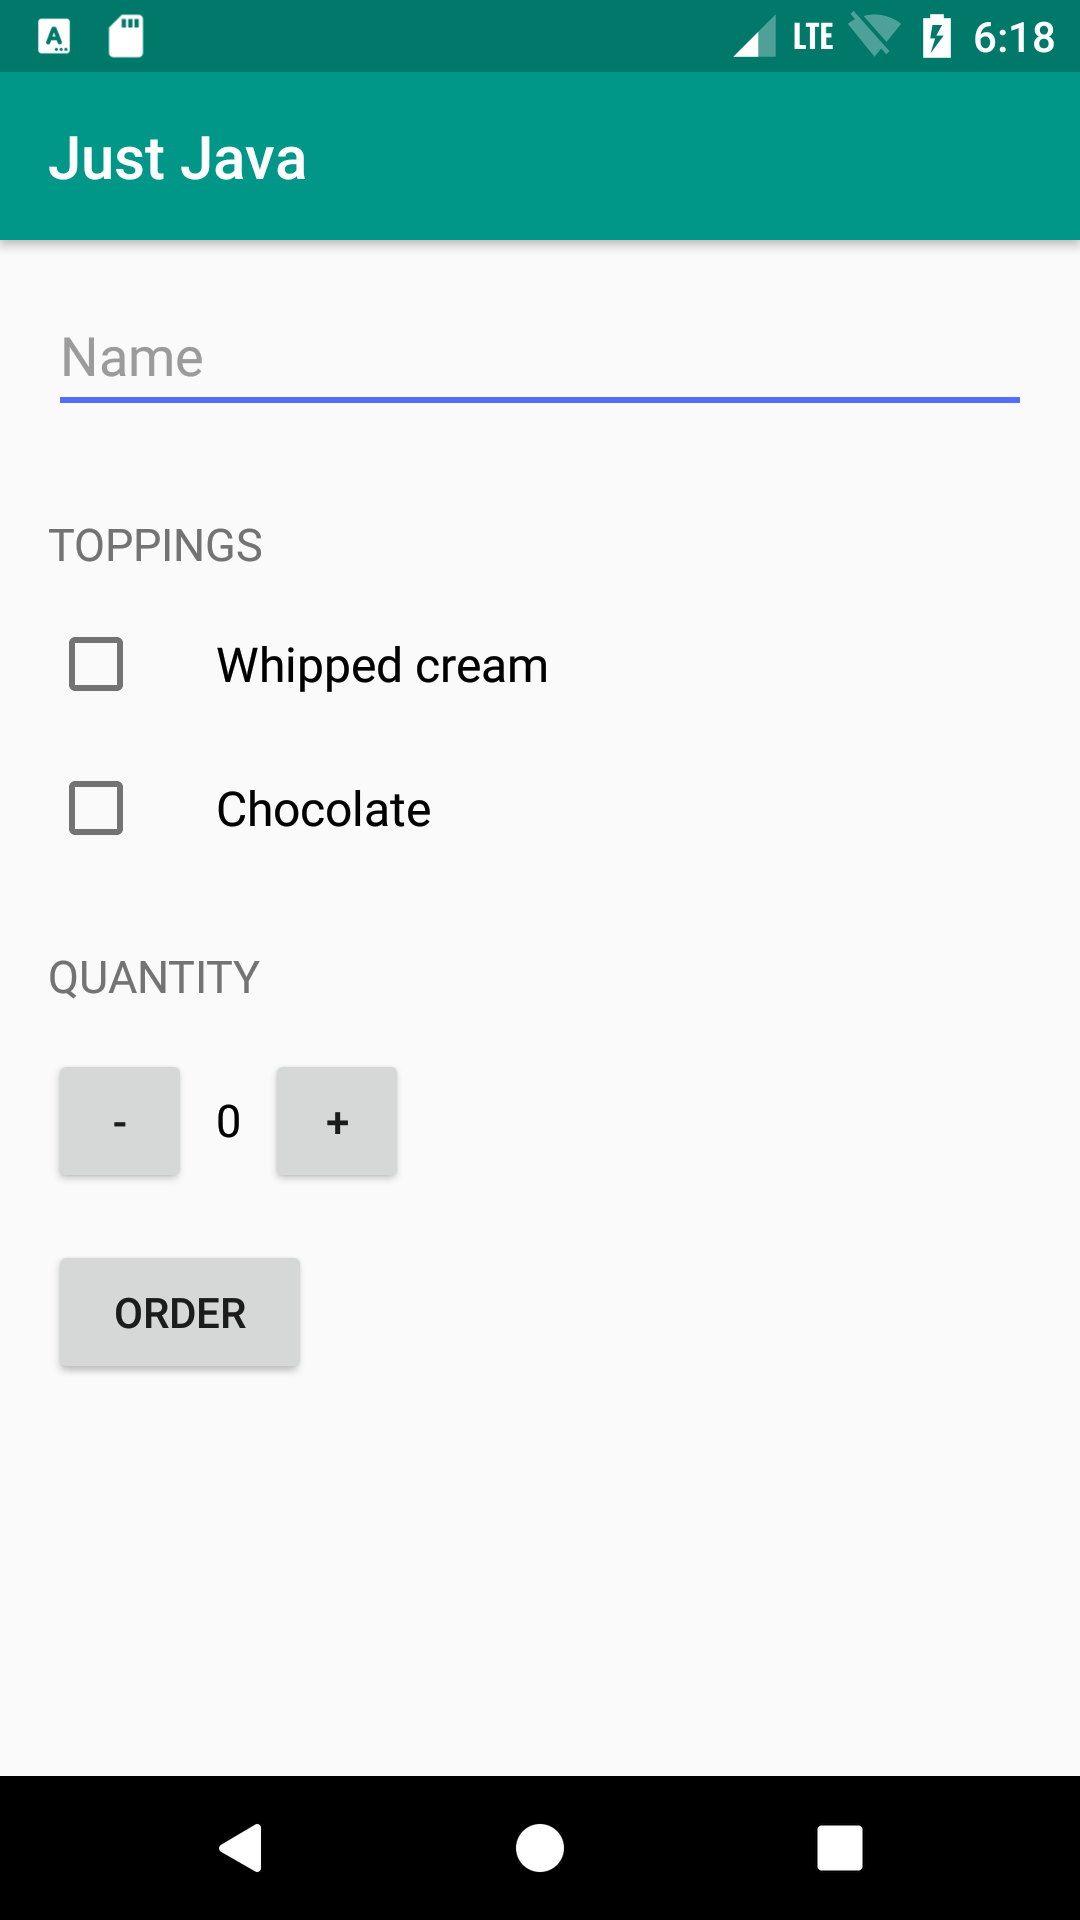 A LTE 6:18
Just Java
Name
TOPPINGS
Whipped cream
Chocolate
QUANTITY
- 0 +
ORDER